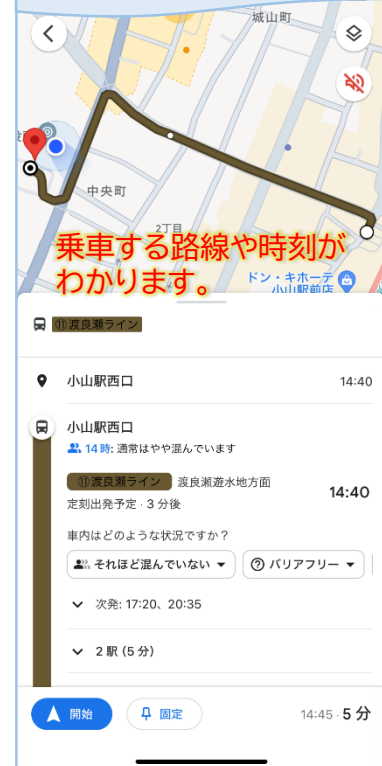 城山町
中央町
2丁目
乗車する路線や時刻が
わかります。
ドン・キホーテ
小山駅前店
⑪渡良瀬ライン
小山駅西口 14:40
小山駅西口
14 時: 通常はやや混んでいます
⑪渡良瀬ライン 渡良瀬遊水地方面
定刻出発予定 · 3 分後 14:40
車内はどのような状況ですか？
それほど混んでいない バリアフリー
次発: 17:20、20:35
2 駅 (5 分)
開始 固定 14:45 · 5 分